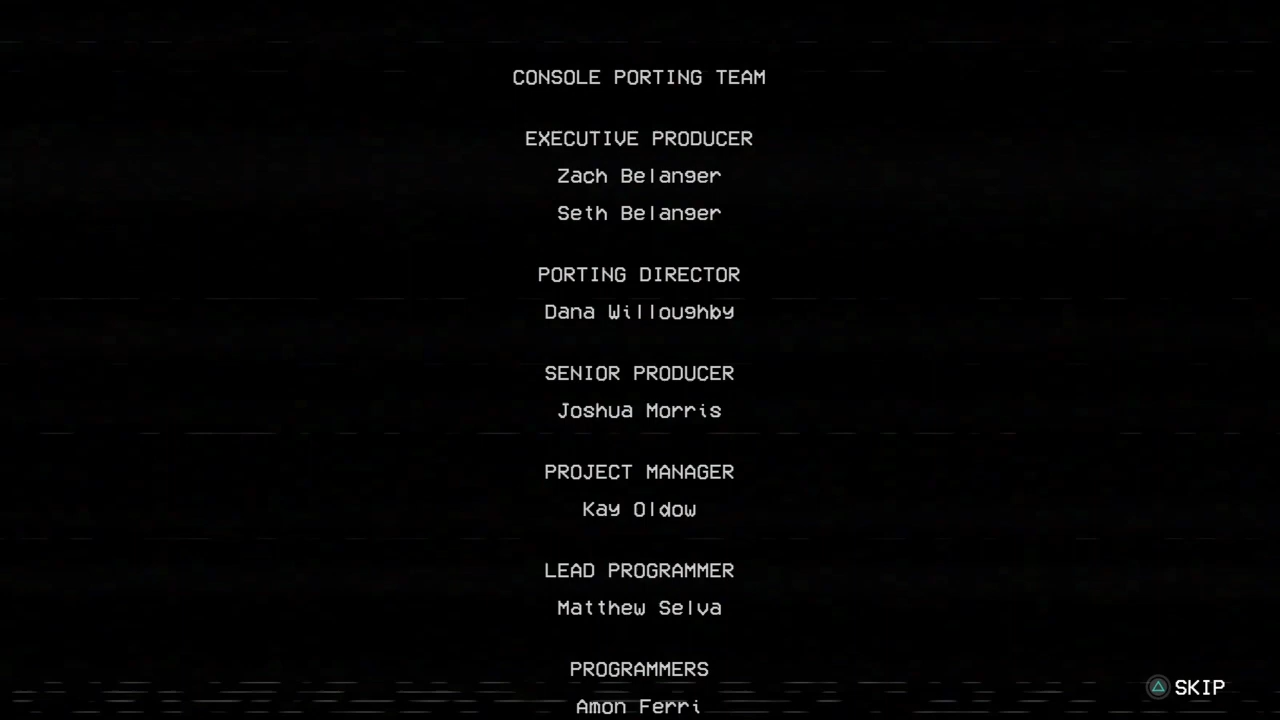 CONSOLE PORTING TEAM
EXECUTIVE PRODUCER
Zach Belanger
Seth Belanger
PORTING DIRECTOR
Dana Willoughby
SENIOR PRODUCER
Joshua Morris
PROJECT MANAGER
Kay Oldow
LEAD PROGRAMMER
Matthew Selva
PROGRAMMERS
SKIP
Amon Ferri